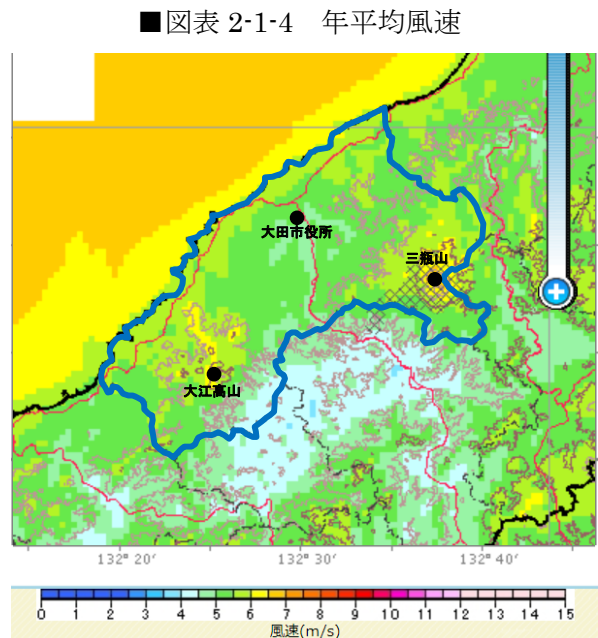 ■図表 2-1-4　年平均風速
大田市役所
三瓶山
大江高山
132° 20' 132° 30' 132° 40'
0 1 2 3 4 5 6 7 8 9 10 11 12 13 14 15
風速(m/s)